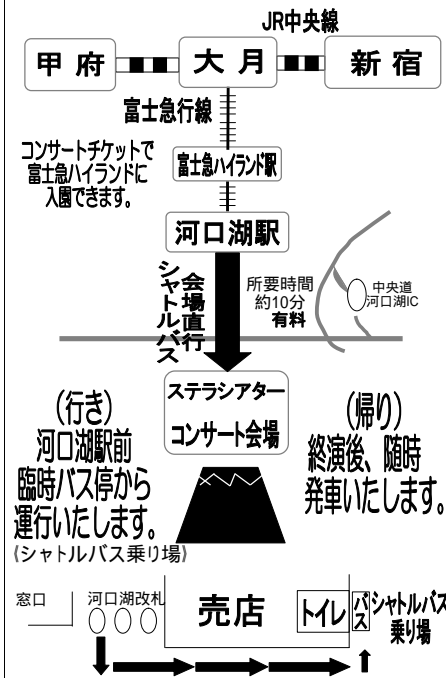 JR中央線
甲府
大月
新宿
富士急行線
コンサートチケットで
富士急ハイランドに
入園できます。
富士急ハイランド駅
河口湖駅
会場直行
シャトルバス
所要時間
約10分
有料
中央道
河口湖IC
ステラシアター
コンサート会場
(行き)
河口湖駅前
臨時バス停から
運行いたします。
(シャトルバス乗り場)
(帰り)
終演後、随時
発車いたします。
窓口
河口湖改札
売店
トイレ
バス
シャトルバス
乗り場